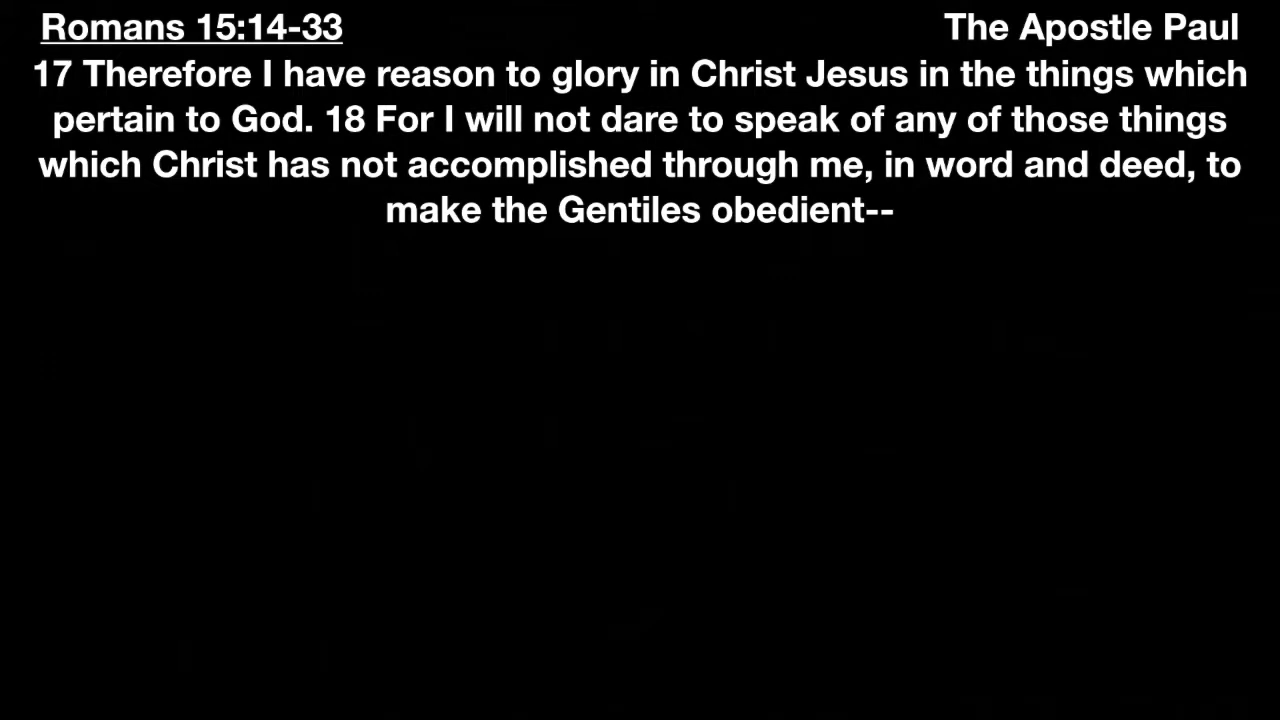 Romans 15:14-33 The Apostle Paul
17 Therefore I have reason to glory in Christ Jesus in the things which
pertain to God. 18 For I will not dare to speak of any of those things
which Christ has not accomplished through me, in word and deed, to
make the Gentiles obedient--